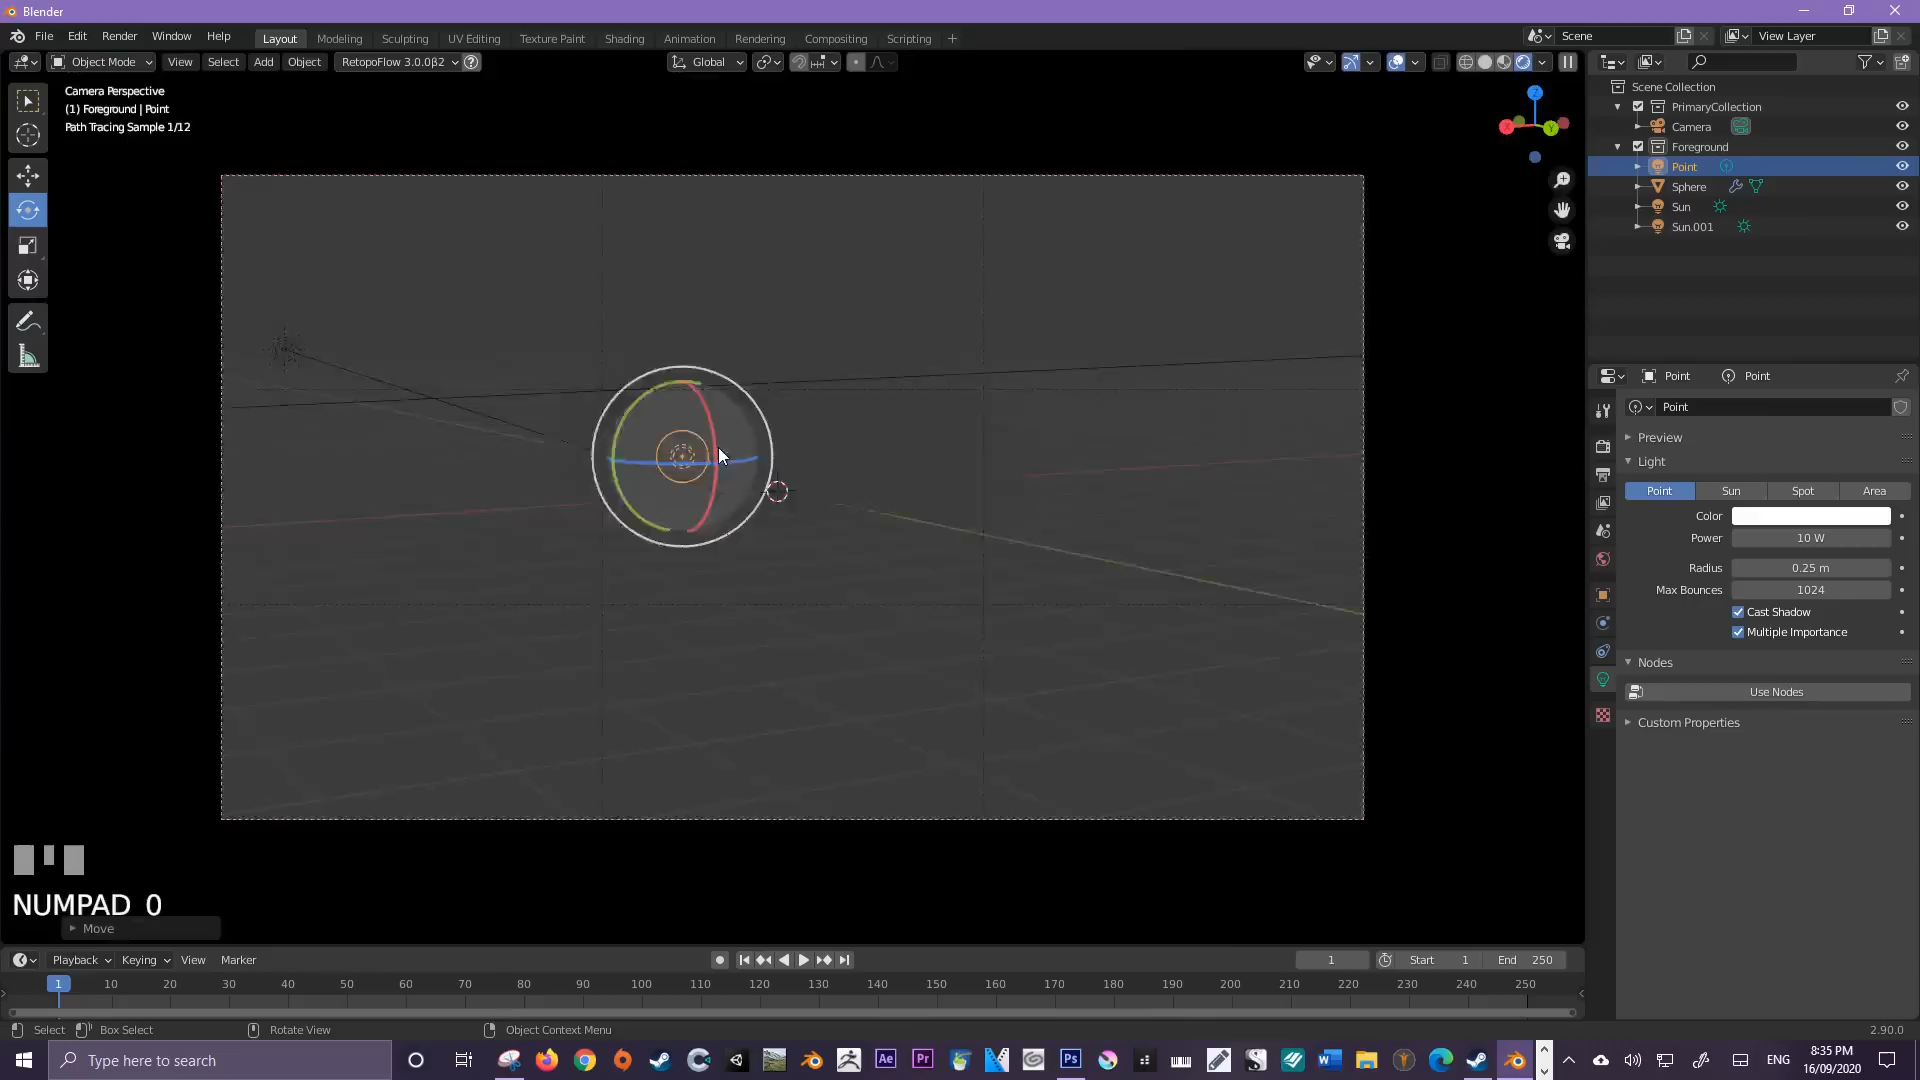 Blender
File Edit Render Window Help
Layout Modeling Sculpting UV Editing Texture Paint Shading Animation Rendering Compositing Scripting
Scene
View Layer
Object Mode View Select Add Object RetopoFlow 3.0.0β2
Global
Camera Perspective
(1) Foreground | Point
Path Tracing Sample 1/12
Z
X
Y
Scene Collection
PrimaryCollection
Camera
Foreground
Point
Sphere
Sun
Sun.001
Point Point
Point
Preview
Light
Point Sun Spot Area
Color
Power 10 W
Radius 0.25 m
Max Bounces 1024
Cast Shadow
Multiple Importance
Nodes
Use Nodes
Custom Properties
NUMPAD 0
Move
Playback Keying View Marker
1 Start 1 End 250
1 10 20 30 40 50 60 70 80 90 100 110 120 130 140 150 160 170 180 190 200 210 220 230 240 250
Select Box Select Rotate View Object Context Menu
2.90.0
Type here to search
Ae Pr Ps
ENG
8:35 PM
16/09/2020